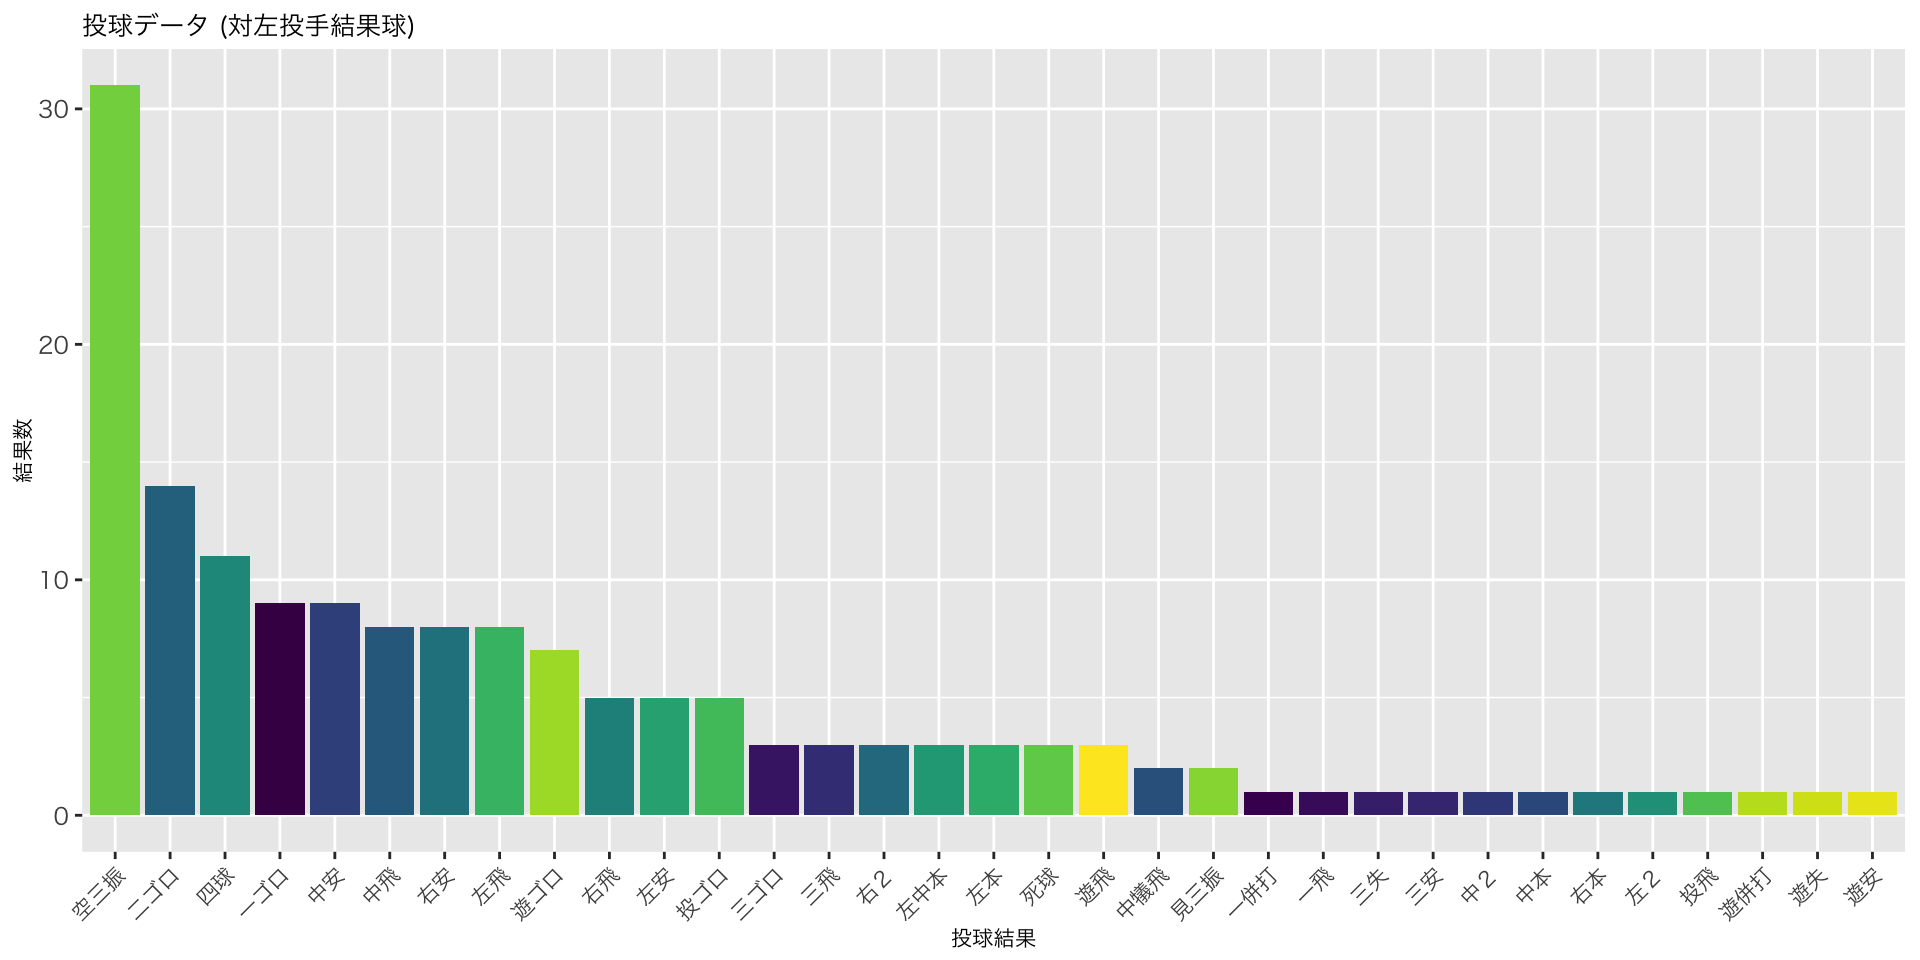 投球データ (対左投手結果球)
結果数
30
20
10
0
空三振
二ゴロ
四球
一ゴロ
中安
中飛
右安
左飛
遊ゴロ
右飛
左安
投ゴロ
三ゴロ
三飛
右２
左中本
左本
死球
遊飛
中犠飛
見三振
一併打
一飛
三失
三安
中２
中本
右本
左２
投飛
遊併打
遊失
遊安
投球結果